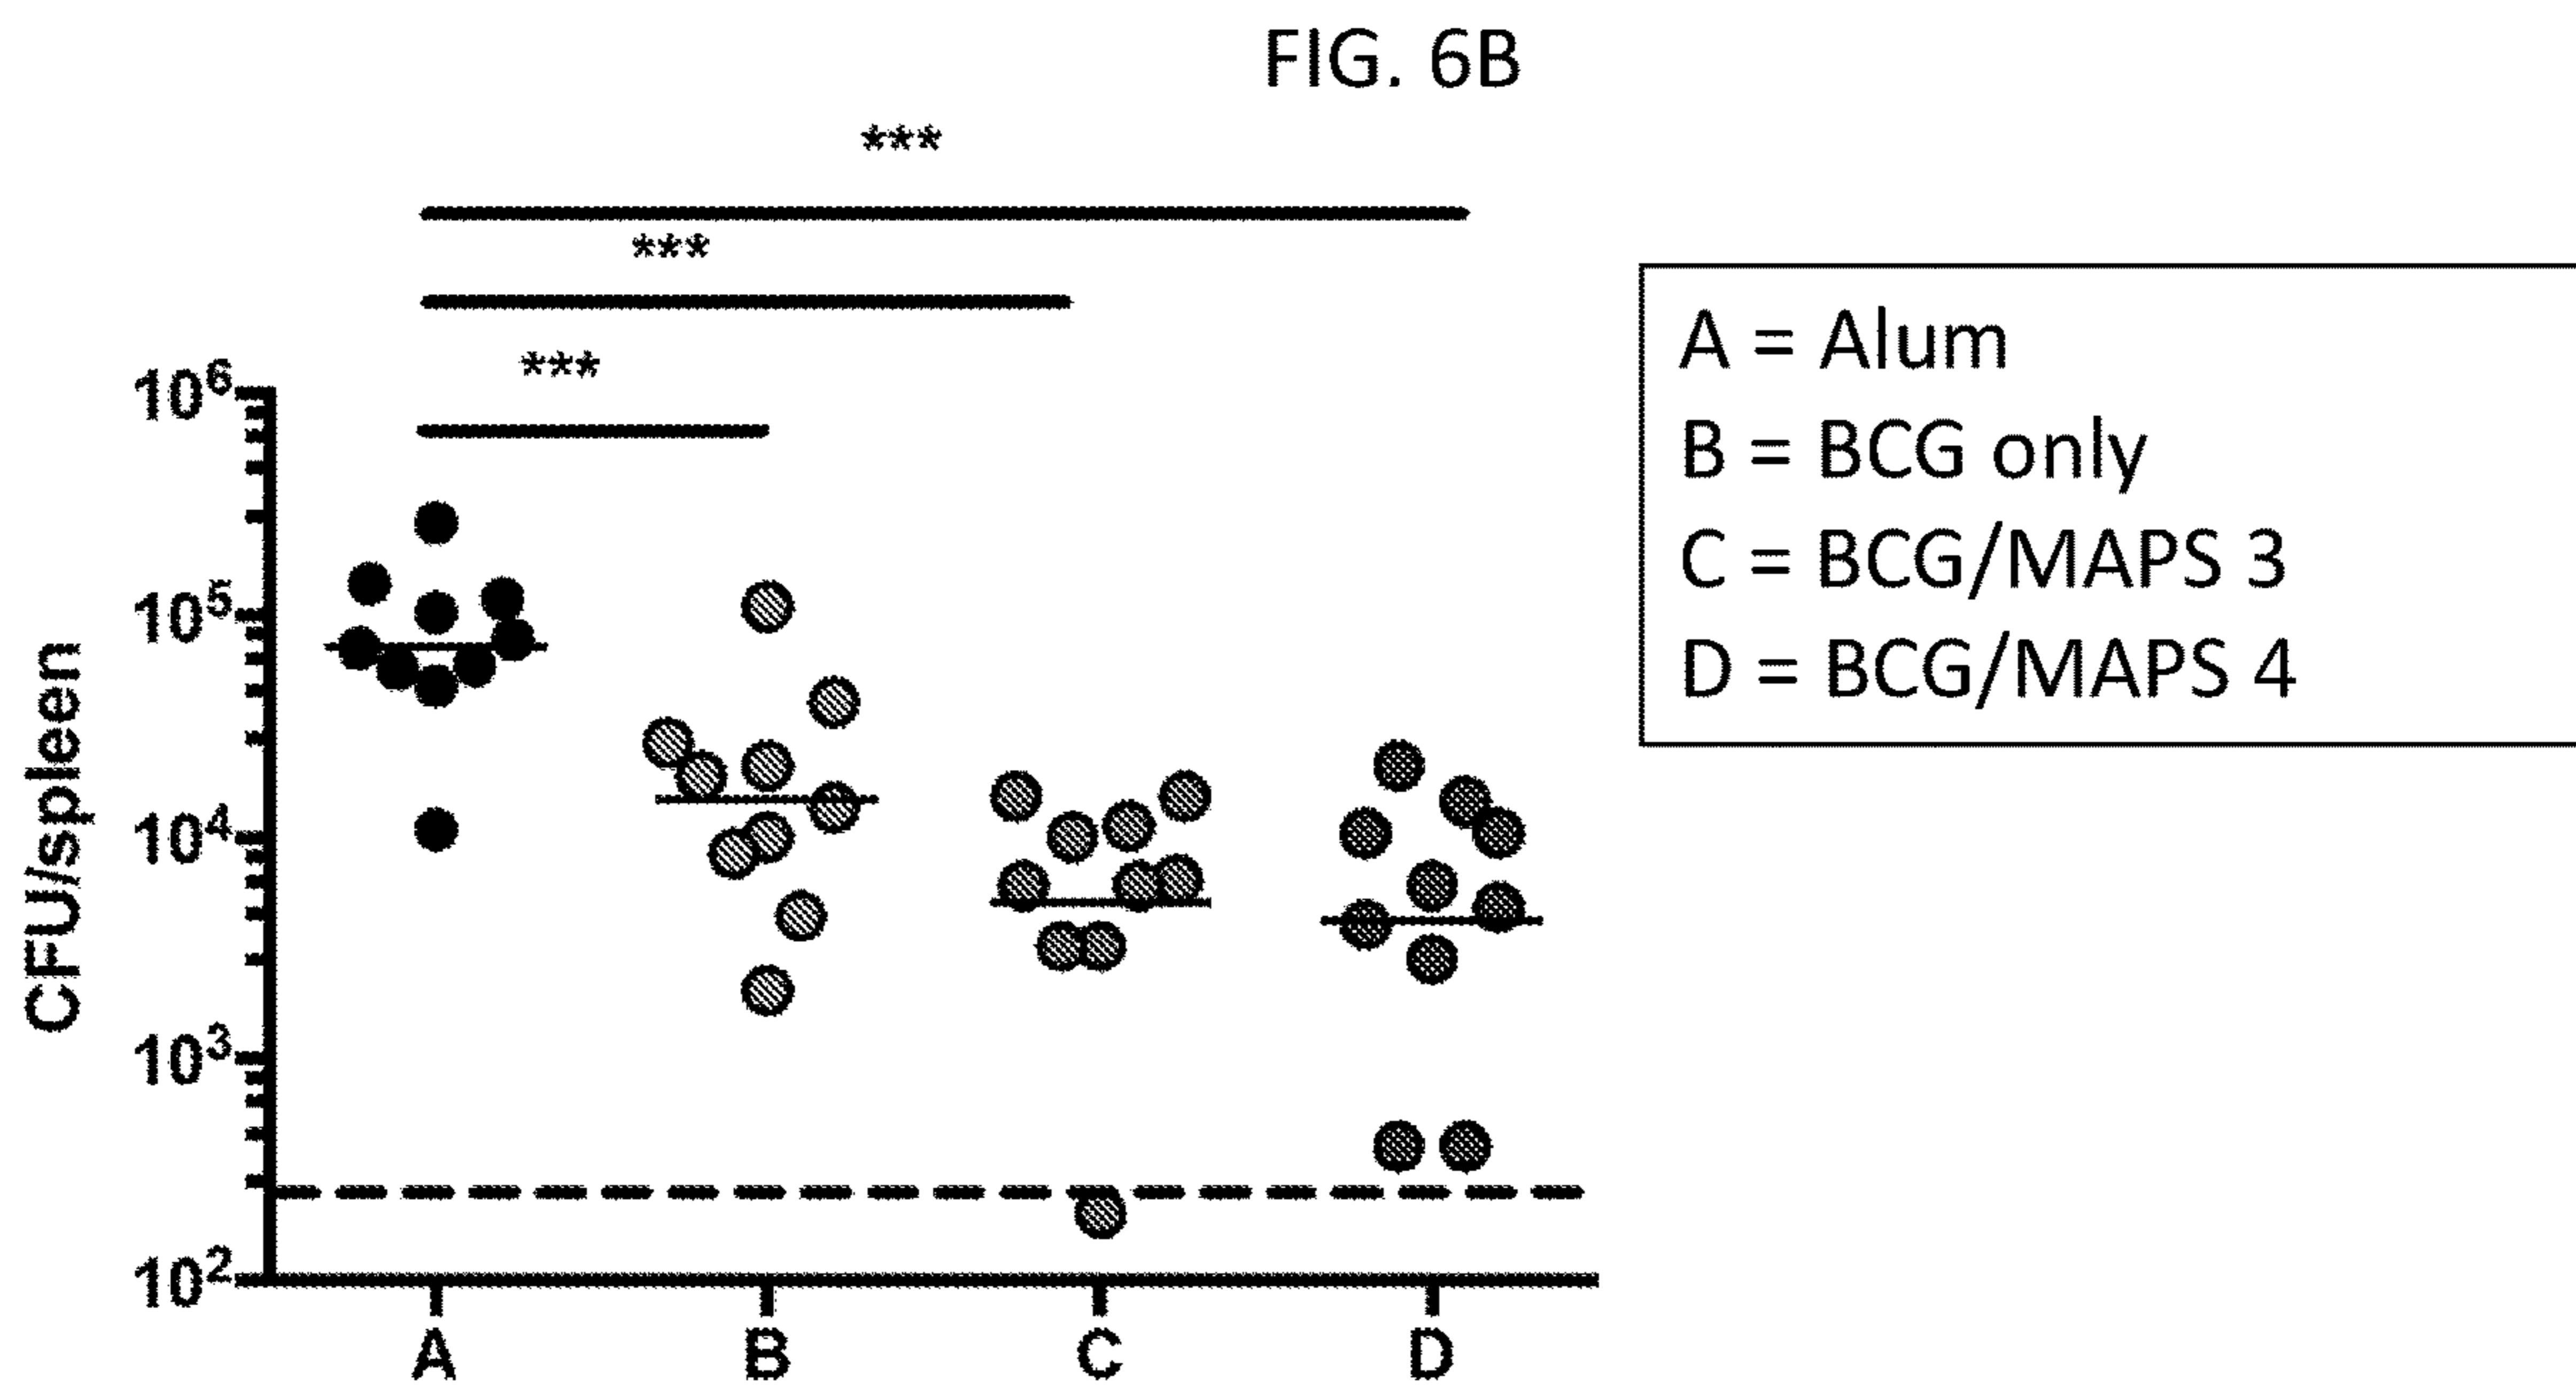 FIG. 6B
***
***
***
CFU/spleen
10⁶
10⁵
10⁴
10³
10²
A
B
C
D
A = Alum
B = BCG only
C = BCG/MAPS 3
D = BCG/MAPS 4